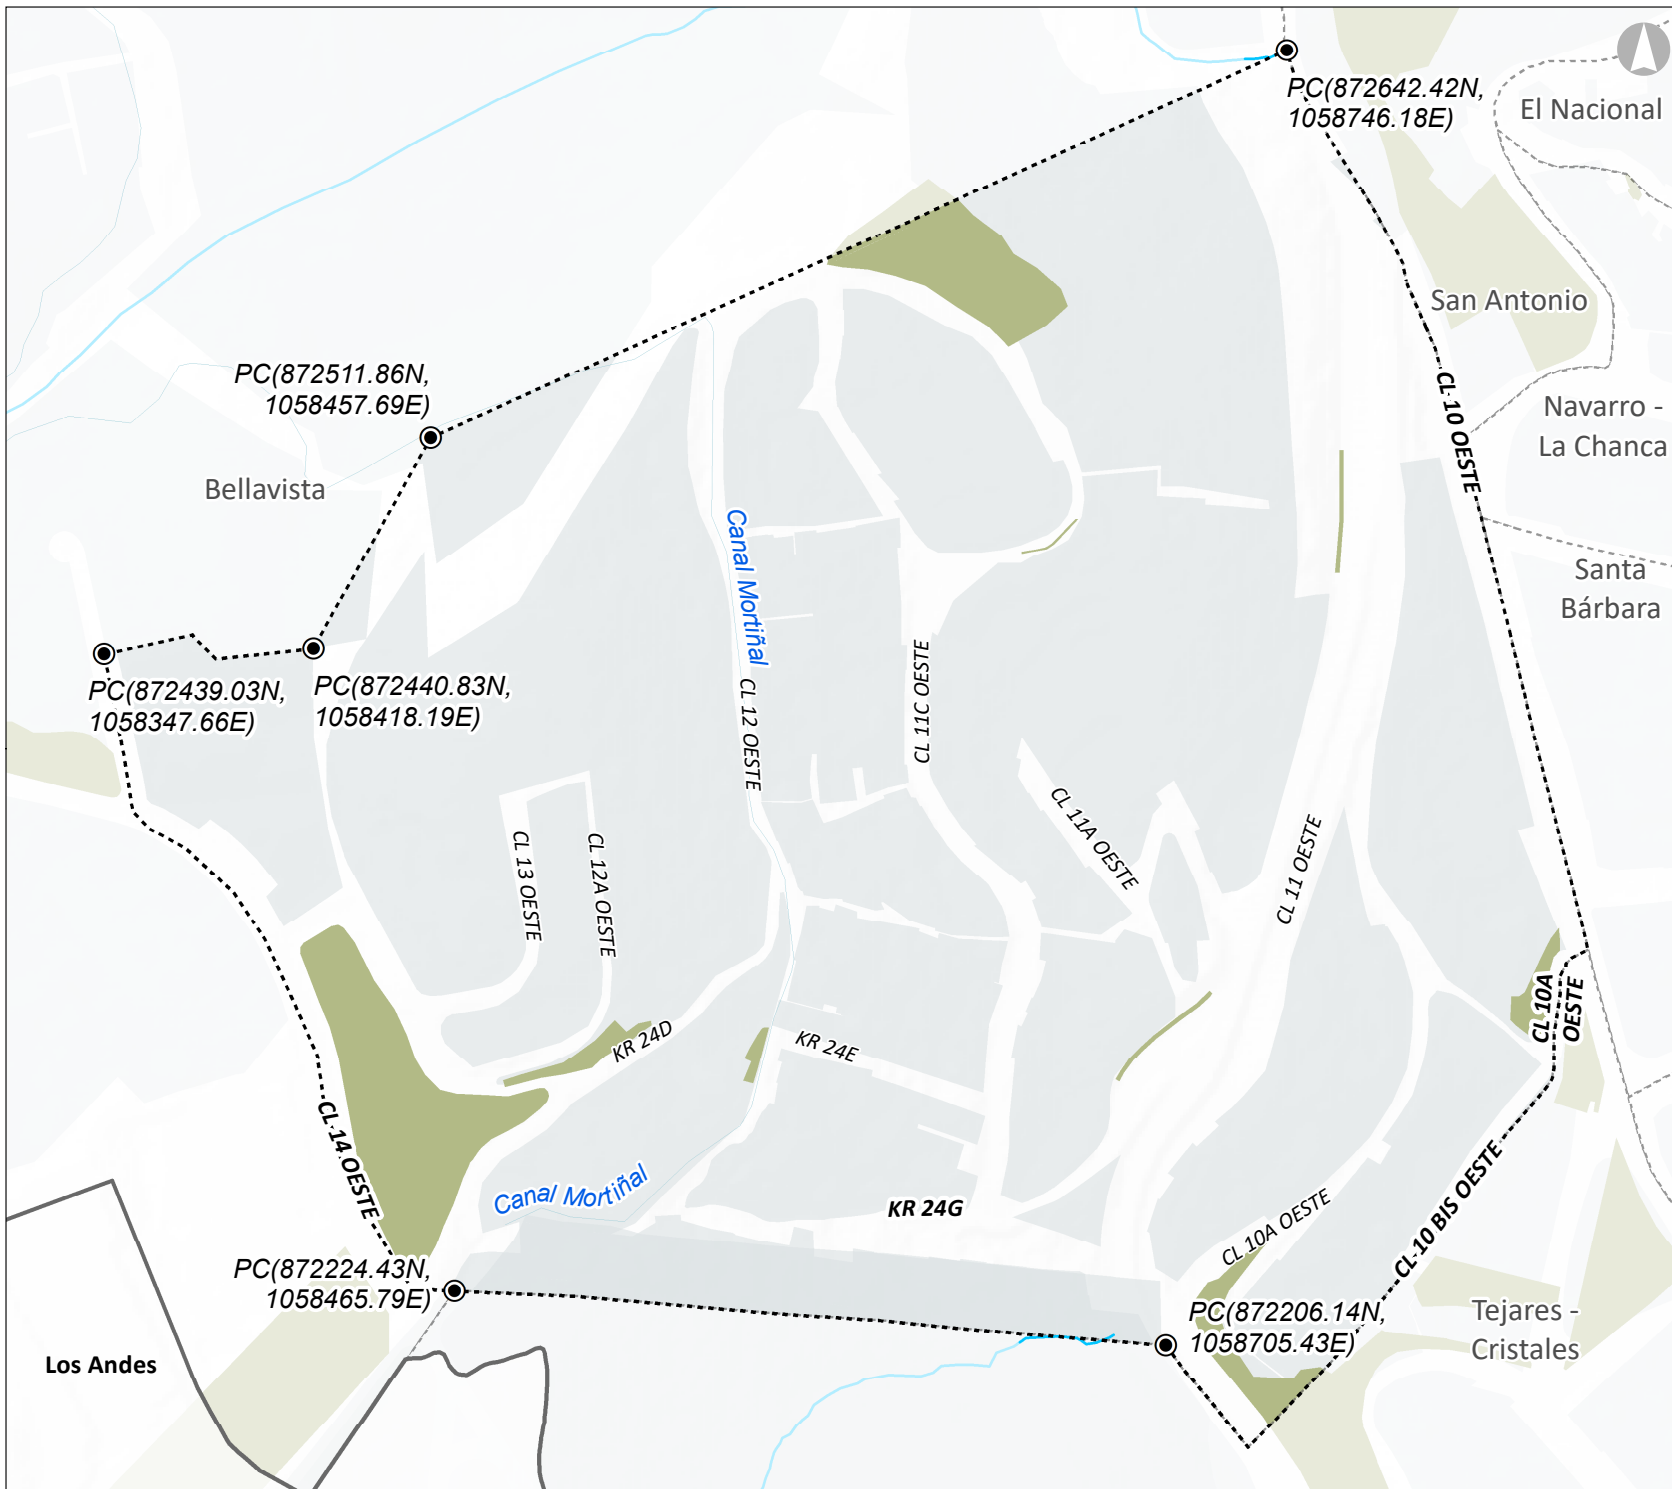 PC(872642.42N,
1058746.18E)
El Nacional
San Antonio
PC(872511.86N,
1058457.69E)
CL 10 OESTE
Navarro -
La Chanca
Bellavista
Canal Mortiñal
Santa
Bárbara
PC(872439.03N,
1058347.66E)
PC(872440.83N,
1058418.19E)
CL 12 OESTE
CL 11C OESTE
CL 11A OESTE
CL 11 OESTE
CL 13 OESTE
CL 12A OESTE
CL 10A
OESTE
KR 24D
KR 24E
CL 14 OESTE
Canal Mortiñal
KR 24G
CL 10A OESTE
CL 10 BIS OESTE
PC(872224.43N,
1058465.79E)
PC(872206.14N,
1058705.43E)
Tejares -
Cristales
Los Andes